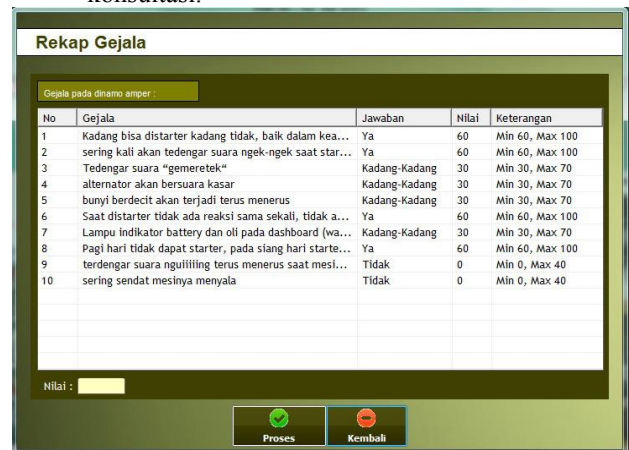 konsultasi.
Rekap Gejala
Gejala pada dinamo amper :
No Gejala Jawaban Nilai Keterangan
1 Kadang bisa distarter kadang tidak, baik dalam kea... Ya 60 Min 60, Max 100
2 sering kali akan tedengar suara ngek-ngek saat star... Ya 60 Min 60, Max 100
3 Tedengar suara "gemeretek" Kadang-Kadang 30 Min 30, Max 70
4 alternator akan bersuara kasar Kadang-Kadang 30 Min 30, Max 70
5 bunyi berdecit akan terjadi terus menerus Kadang-Kadang 30 Min 30, Max 70
6 Saat distarter tidak ada reaksi sama sekali, tidak a... Ya 60 Min 60, Max 100
7 Lampu indikator battery dan oli pada dashboard (wa... Kadang-Kadang 30 Min 30, Max 70
8 Pagi hari tidak dapat starter, pada siang hari starte... Ya 60 Min 60, Max 100
9 terdengar suara nguiiiiing terus menerus saat mesi... Tidak 0 Min 0, Max 40
10 sering sendat mesinya menyala Tidak 0 Min 0, Max 40
Nilai :
Proses Kembali